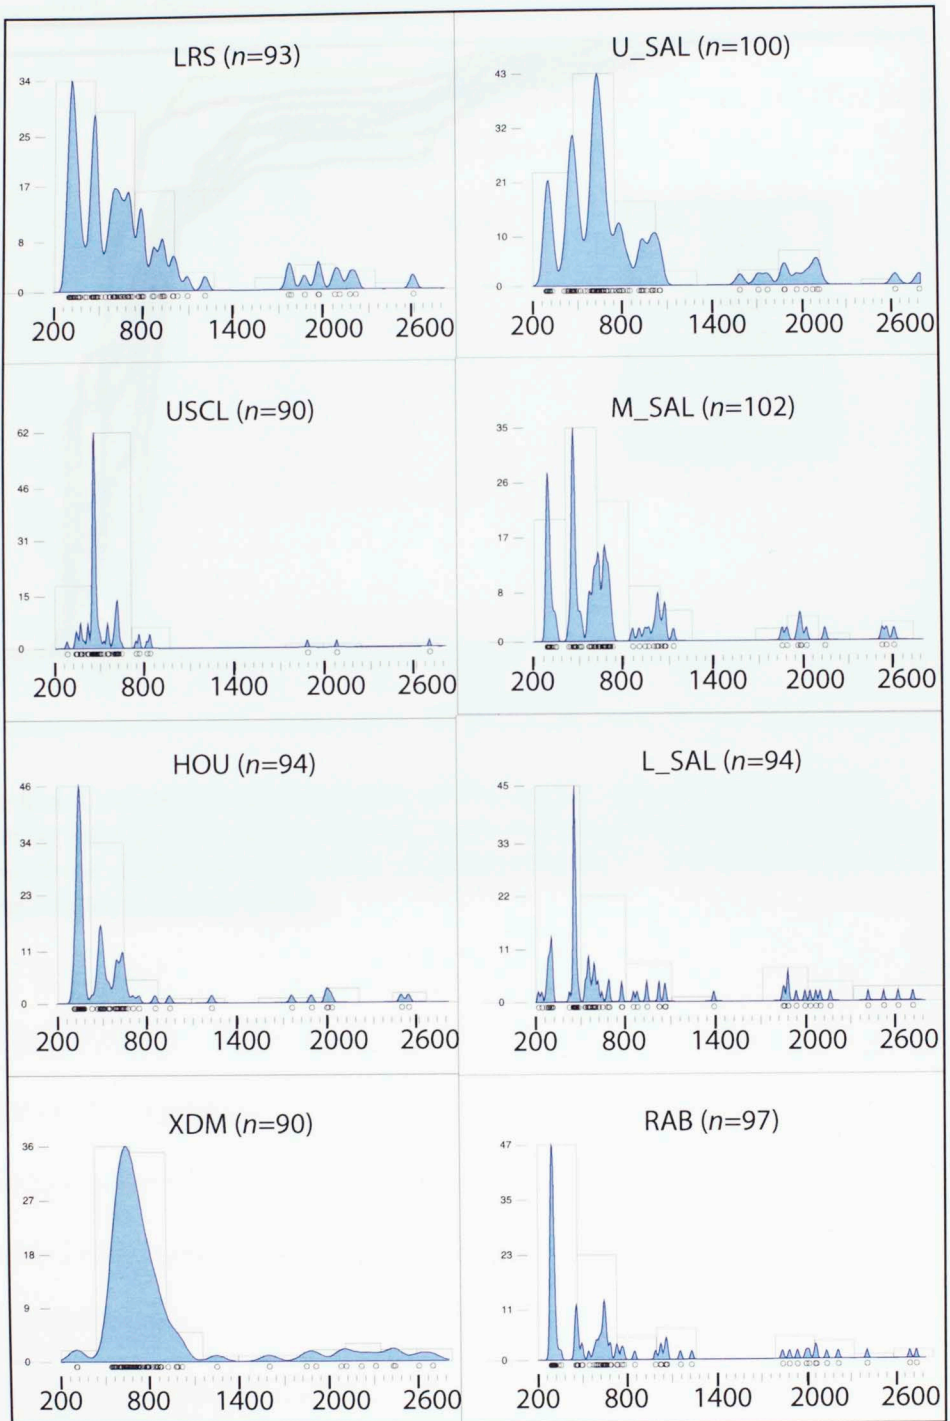 LRS (n=93)
34
25
17
8
0
200 800 1400 2000 2600
U_SAL (n=100)
43
32
21
10
0
200 800 1400 2000 2600
USCL (n=90)
62
46
31
15
0
200 800 1400 2000 2600
M_SAL (n=102)
35
26
17
8
0
200 800 1400 2000 2600
HOU (n=94)
46
34
23
11
0
200 800 1400 2000 2600
L_SAL (n=94)
45
33
22
11
0
200 800 1400 2000 2600
XDM (n=90)
36
27
18
9
0
200 800 1400 2000 2600
RAB (n=97)
47
35
23
11
0
200 800 1400 2000 2600